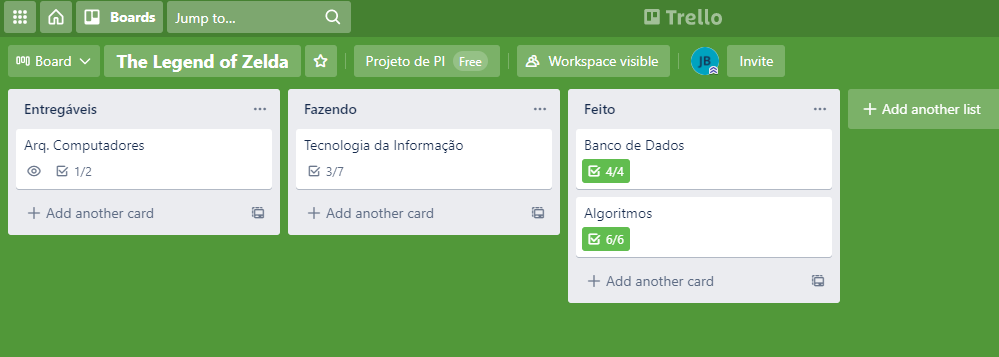 Boards Jump to... Trello
Board The Legend of Zelda Projeto de PI Free Workspace visible JB Invite
Entregáveis
Arq. Computadores
1/2
+ Add another card
Fazendo
Tecnologia da Informação
3/7
+ Add another card
Feito
Banco de Dados
4/4
Algoritmos
6/6
+ Add another card
+ Add another list